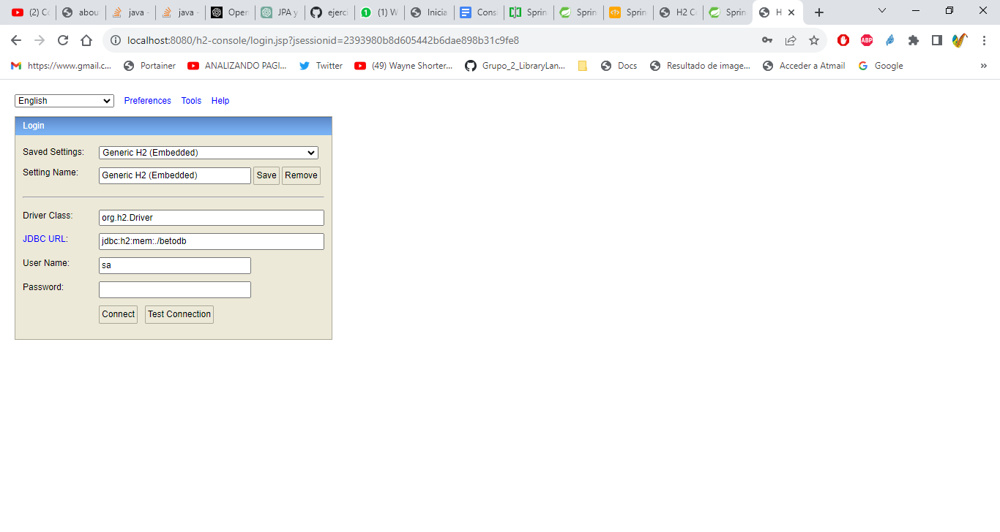 (2) Co
abou
java -
java -
Open
JPA y
ejerci
(1) W
Inicia
Consi
Sprin
Sprin
Sprin
H2 C
Sprin
H
localhost:8080/h2-console/login.jsp?jsessionid=2393980b8d605442b6dae898b31c9fe8
ABP
https://www.gmail.c... Portainer ANALIZANDO PAGI... Twitter (49) Wayne Shorter... Grupo_2_LibraryLan... Docs Resultado de image... Acceder a Atmail Google »
English Preferences Tools Help
Login
Saved Settings: Generic H2 (Embedded)
Setting Name: Generic H2 (Embedded) Save Remove
Driver Class: org.h2.Driver
JDBC URL: jdbc:h2:mem:./betodb
User Name: sa
Password:
Connect Test Connection